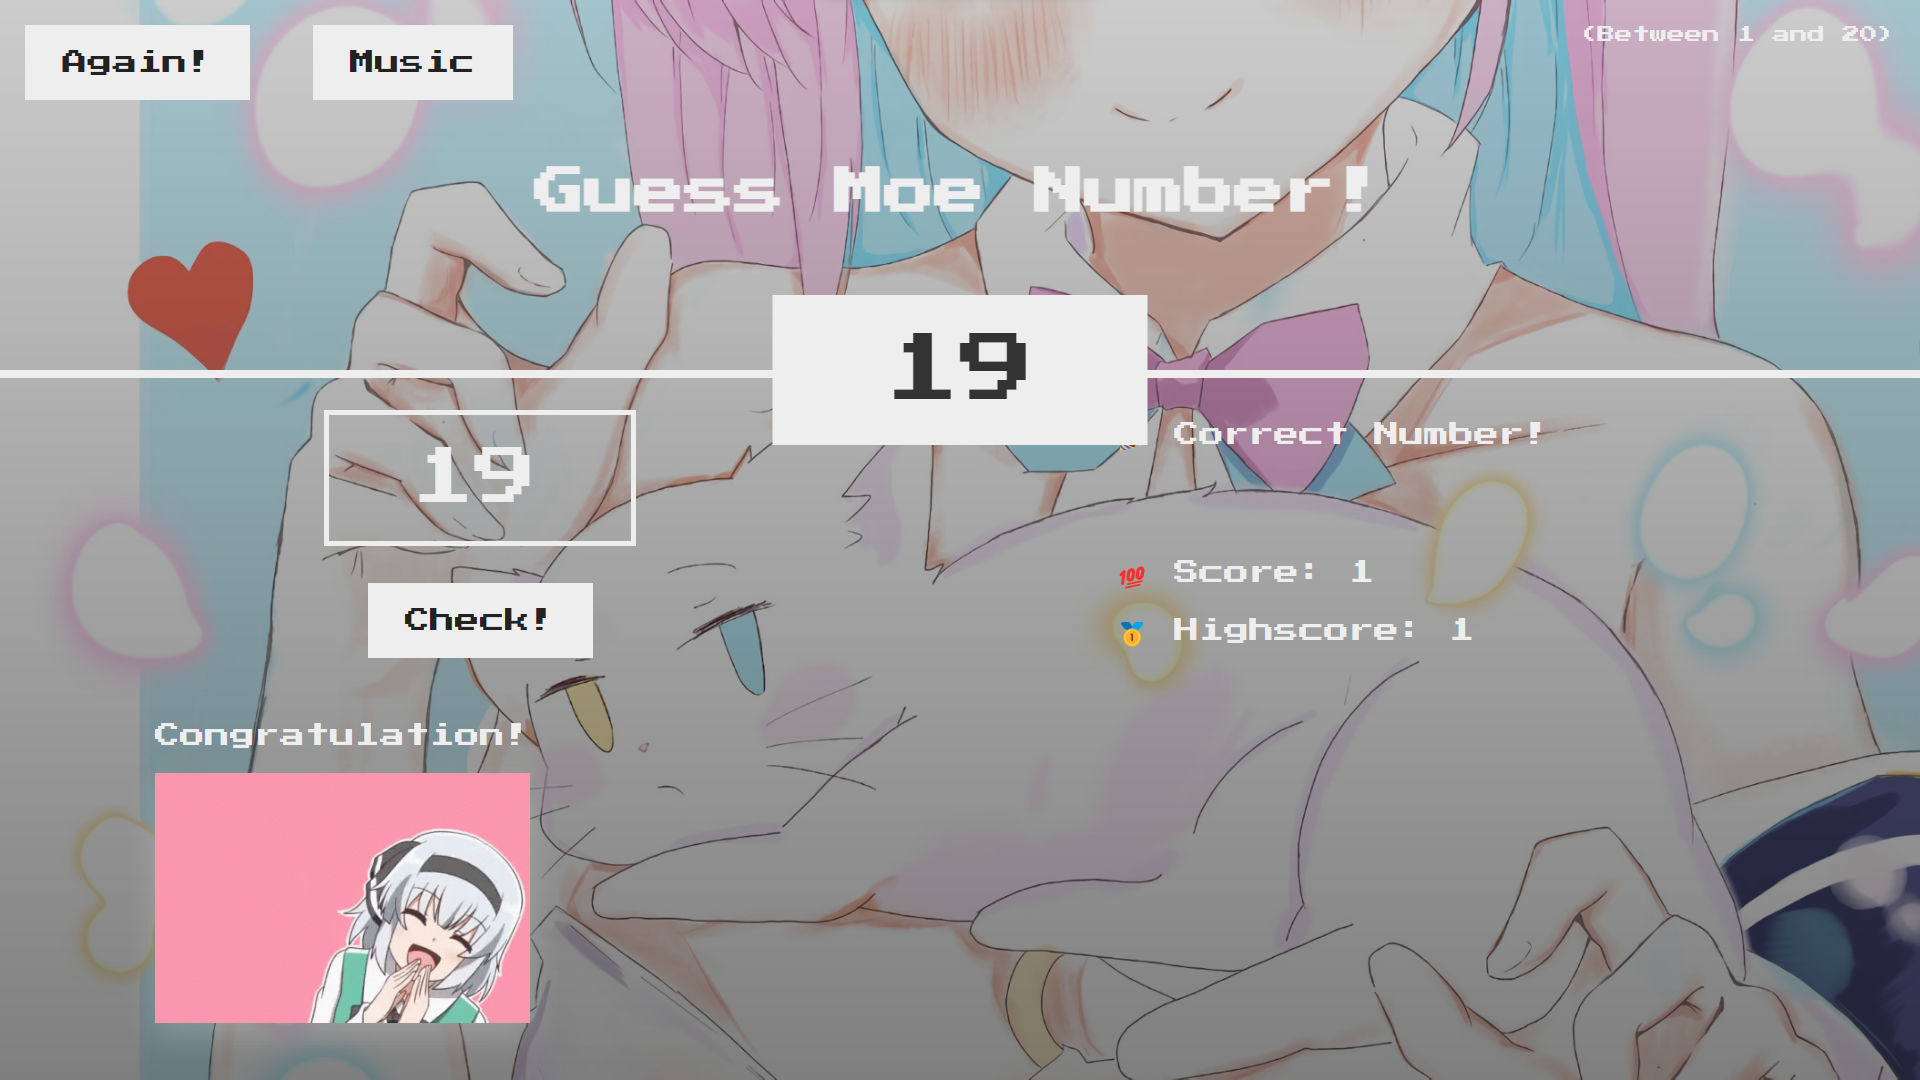 Again!
Music
(Between 1 and 20)
Guess Moe Number!
19
19
Check!
Correct Number!
💯 Score: 1
🥇 Highscore: 1
Congratulation!